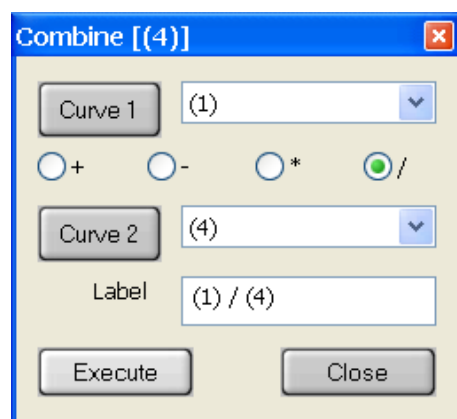 Combine [(4)]
Curve 1 (1)
+ - * /
Curve 2 (4)
Label (1) / (4)
Execute Close